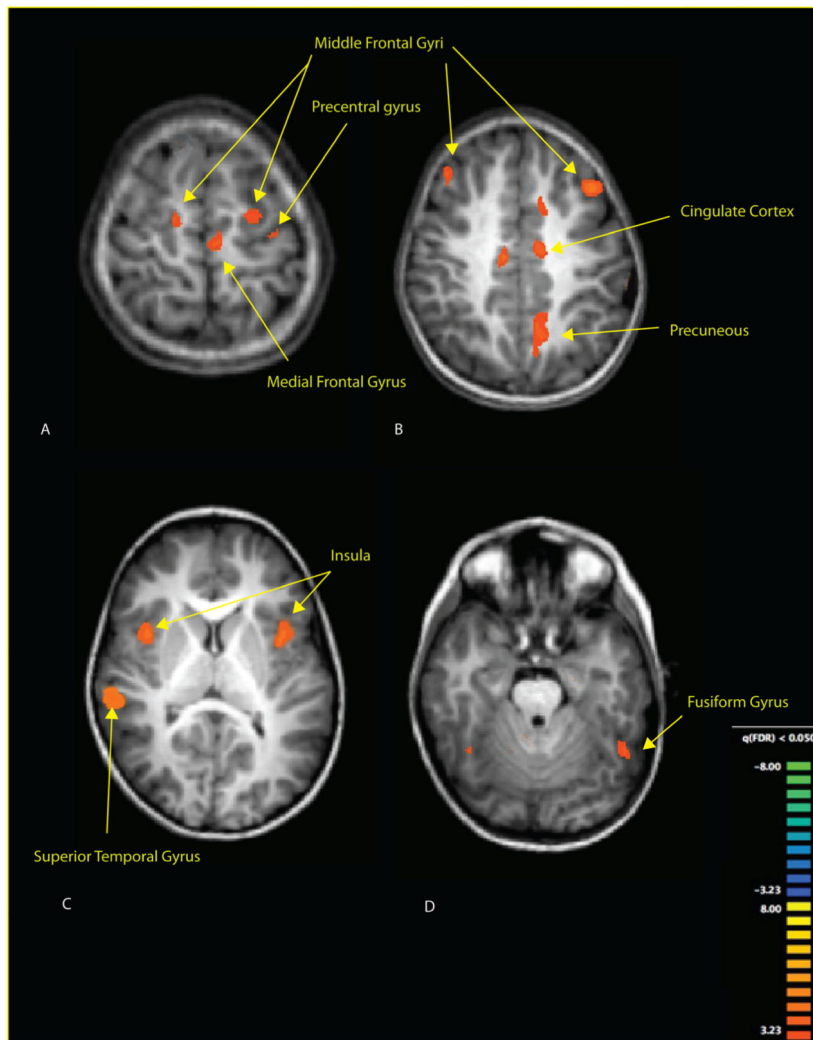 Middle Frontal Gyri
Precentral gyrus
Cingulate Cortex
Precuneous
Medial Frontal Gyrus
A
B
Insula
Fusiform Gyrus
Superior Temporal Gyrus
C
D
q(FDR) < 0.050
−8.00
−3.23
8.00
3.23